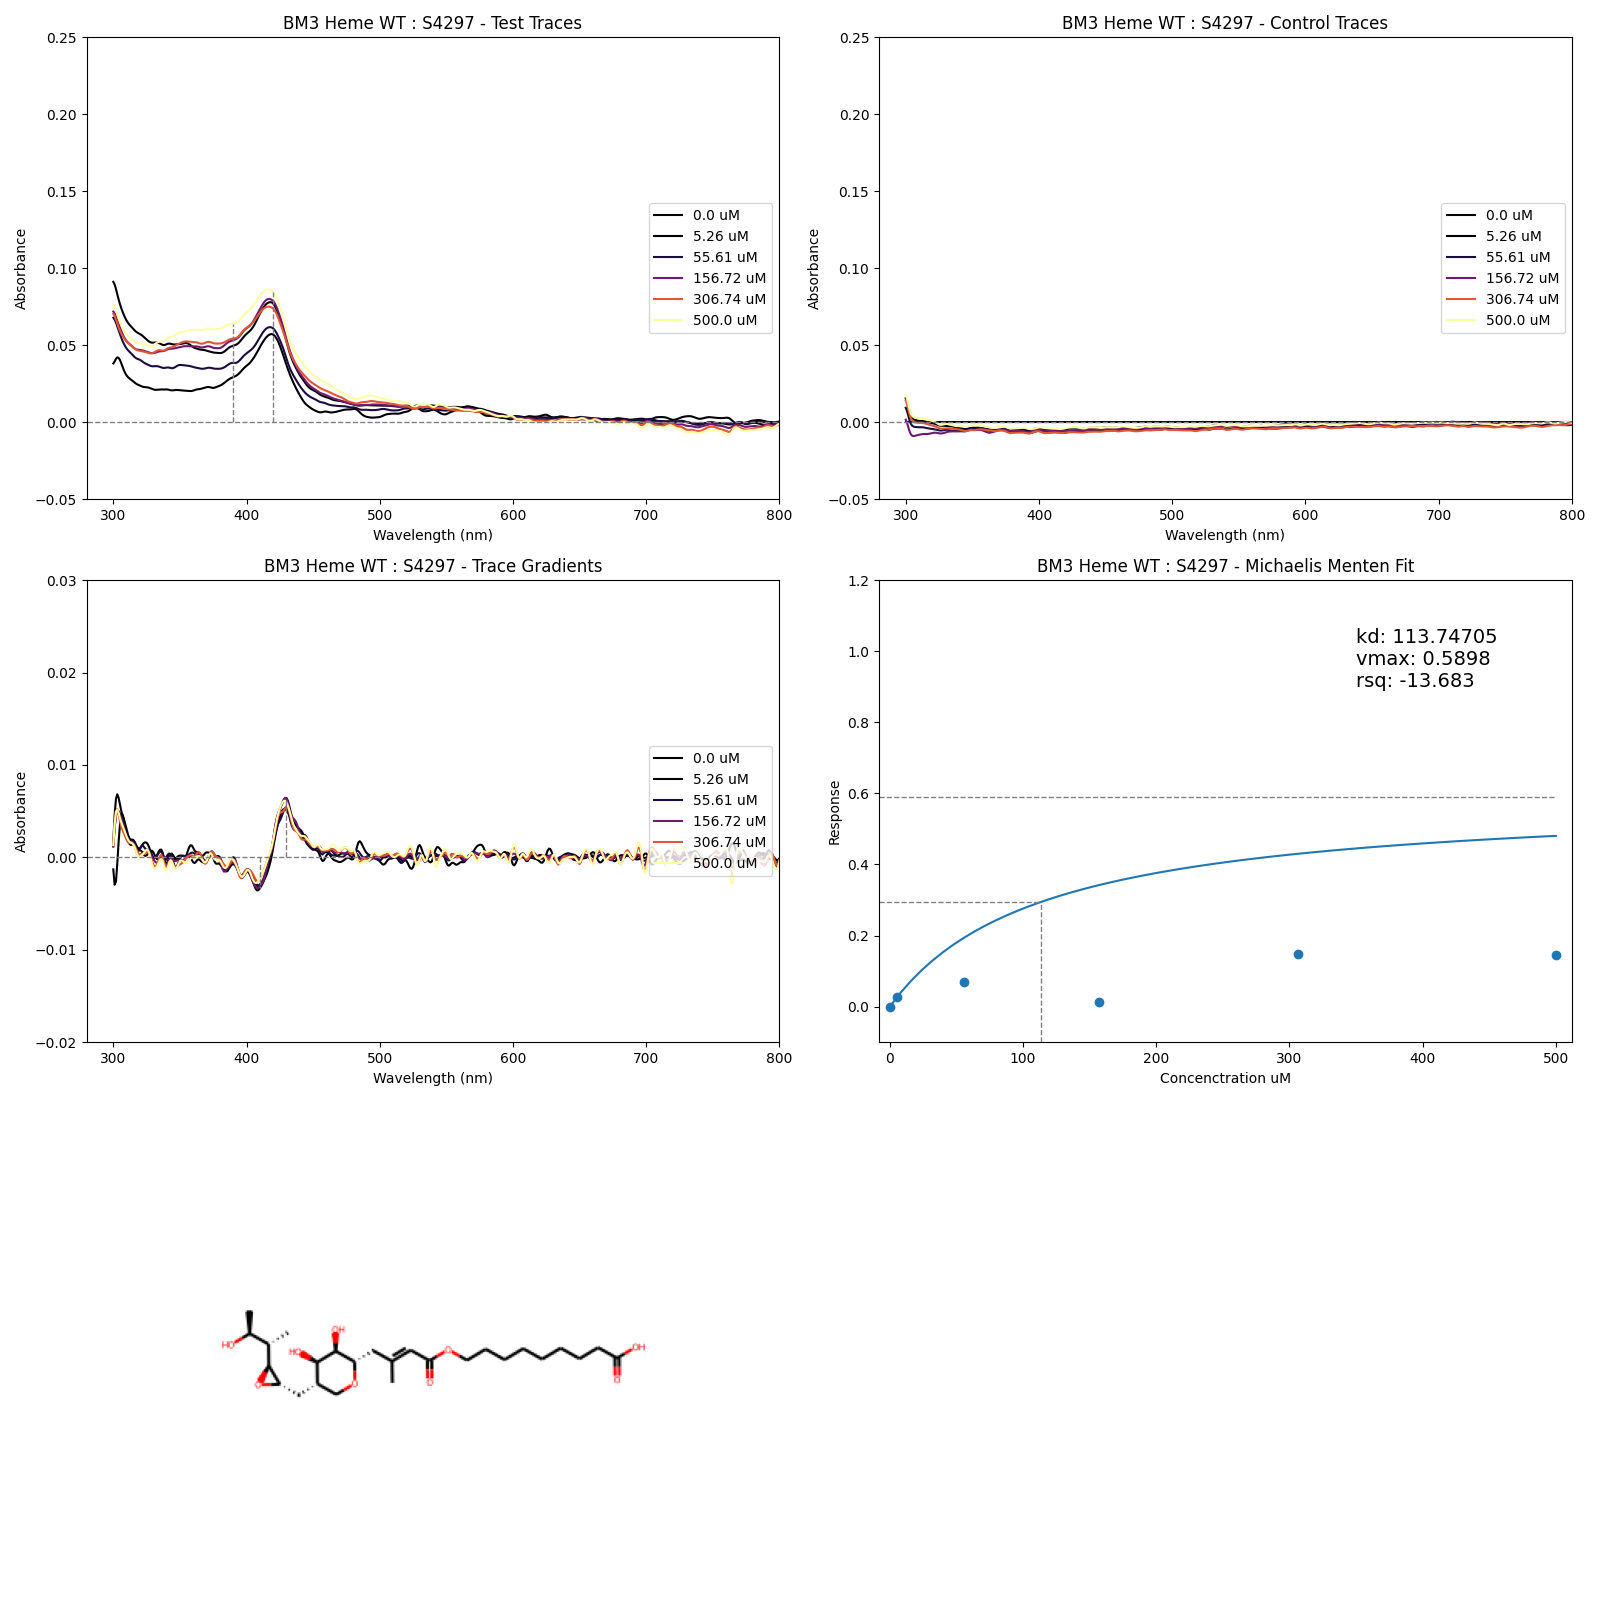 BM3 Heme WT : S4297 - Test Traces
0.25
0.20
0.15
0.10
0.05
0.00
−0.05
Absorbance
300 400 500 600 700 800
Wavelength (nm)
0.0 uM
5.26 uM
55.61 uM
156.72 uM
306.74 uM
500.0 uM
BM3 Heme WT : S4297 - Control Traces
0.25
0.20
0.15
0.10
0.05
0.00
−0.05
Absorbance
300 400 500 600 700 800
Wavelength (nm)
0.0 uM
5.26 uM
55.61 uM
156.72 uM
306.74 uM
500.0 uM
BM3 Heme WT : S4297 - Trace Gradients
0.03
0.02
0.01
0.00
−0.01
−0.02
Absorbance
300 400 500 600 700 800
Wavelength (nm)
0.0 uM
5.26 uM
55.61 uM
156.72 uM
306.74 uM
500.0 uM
BM3 Heme WT : S4297 - Michaelis Menten Fit
1.2
1.0
0.8
0.6
0.4
0.2
0.0
Response
0 100 200 300 400 500
Concenctration uM
kd: 113.74705
vmax: 0.5898
rsq: -13.683
OH
HO
HO
O
OH
O
O
O
O